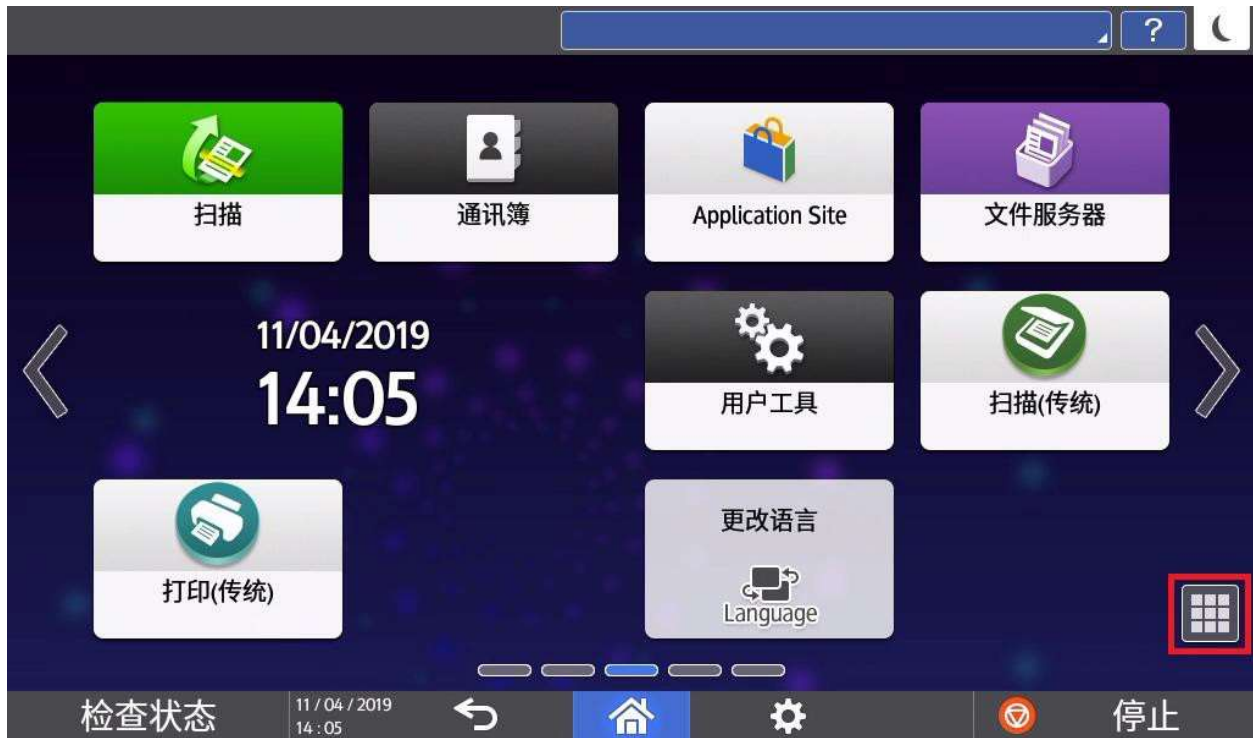 ?
扫描
通讯簿
Application Site
文件服务器
11/04/2019
14:05
用户工具
扫描(传统)
打印(传统)
更改语言
Language
检查状态
11 / 04 / 2019
14 : 05
停止